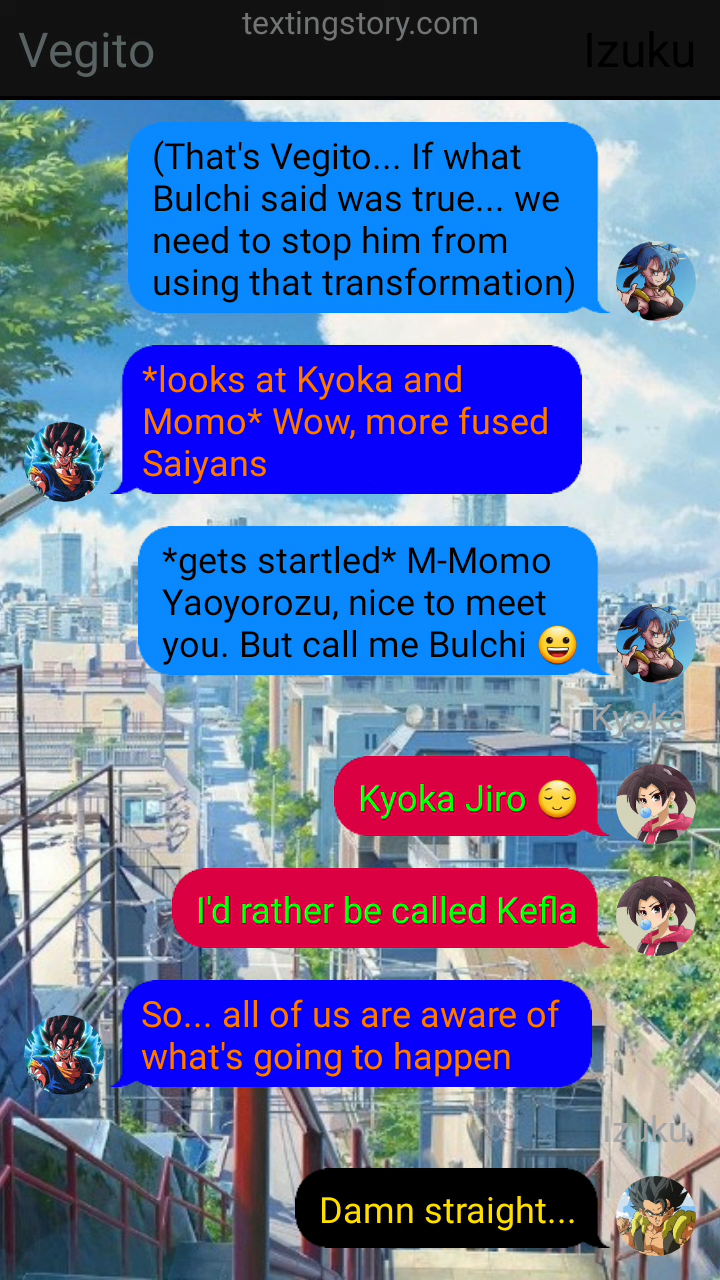 textingstory.com
Vegito
Izuku
(That's Vegito... If what
Bulchi said was true... we
need to stop him from
using that transformation)
*looks at Kyoka and
Momo* Wow, more fused
Saiyans
*gets startled* M-Momo
Yaoyorozu, nice to meet
you. But call me Bulchi 😀
Kyoka
Kyoka Jiro 😌
I'd rather be called Kefla
So... all of us are aware of
what's going to happen
Izuku
Damn straight...